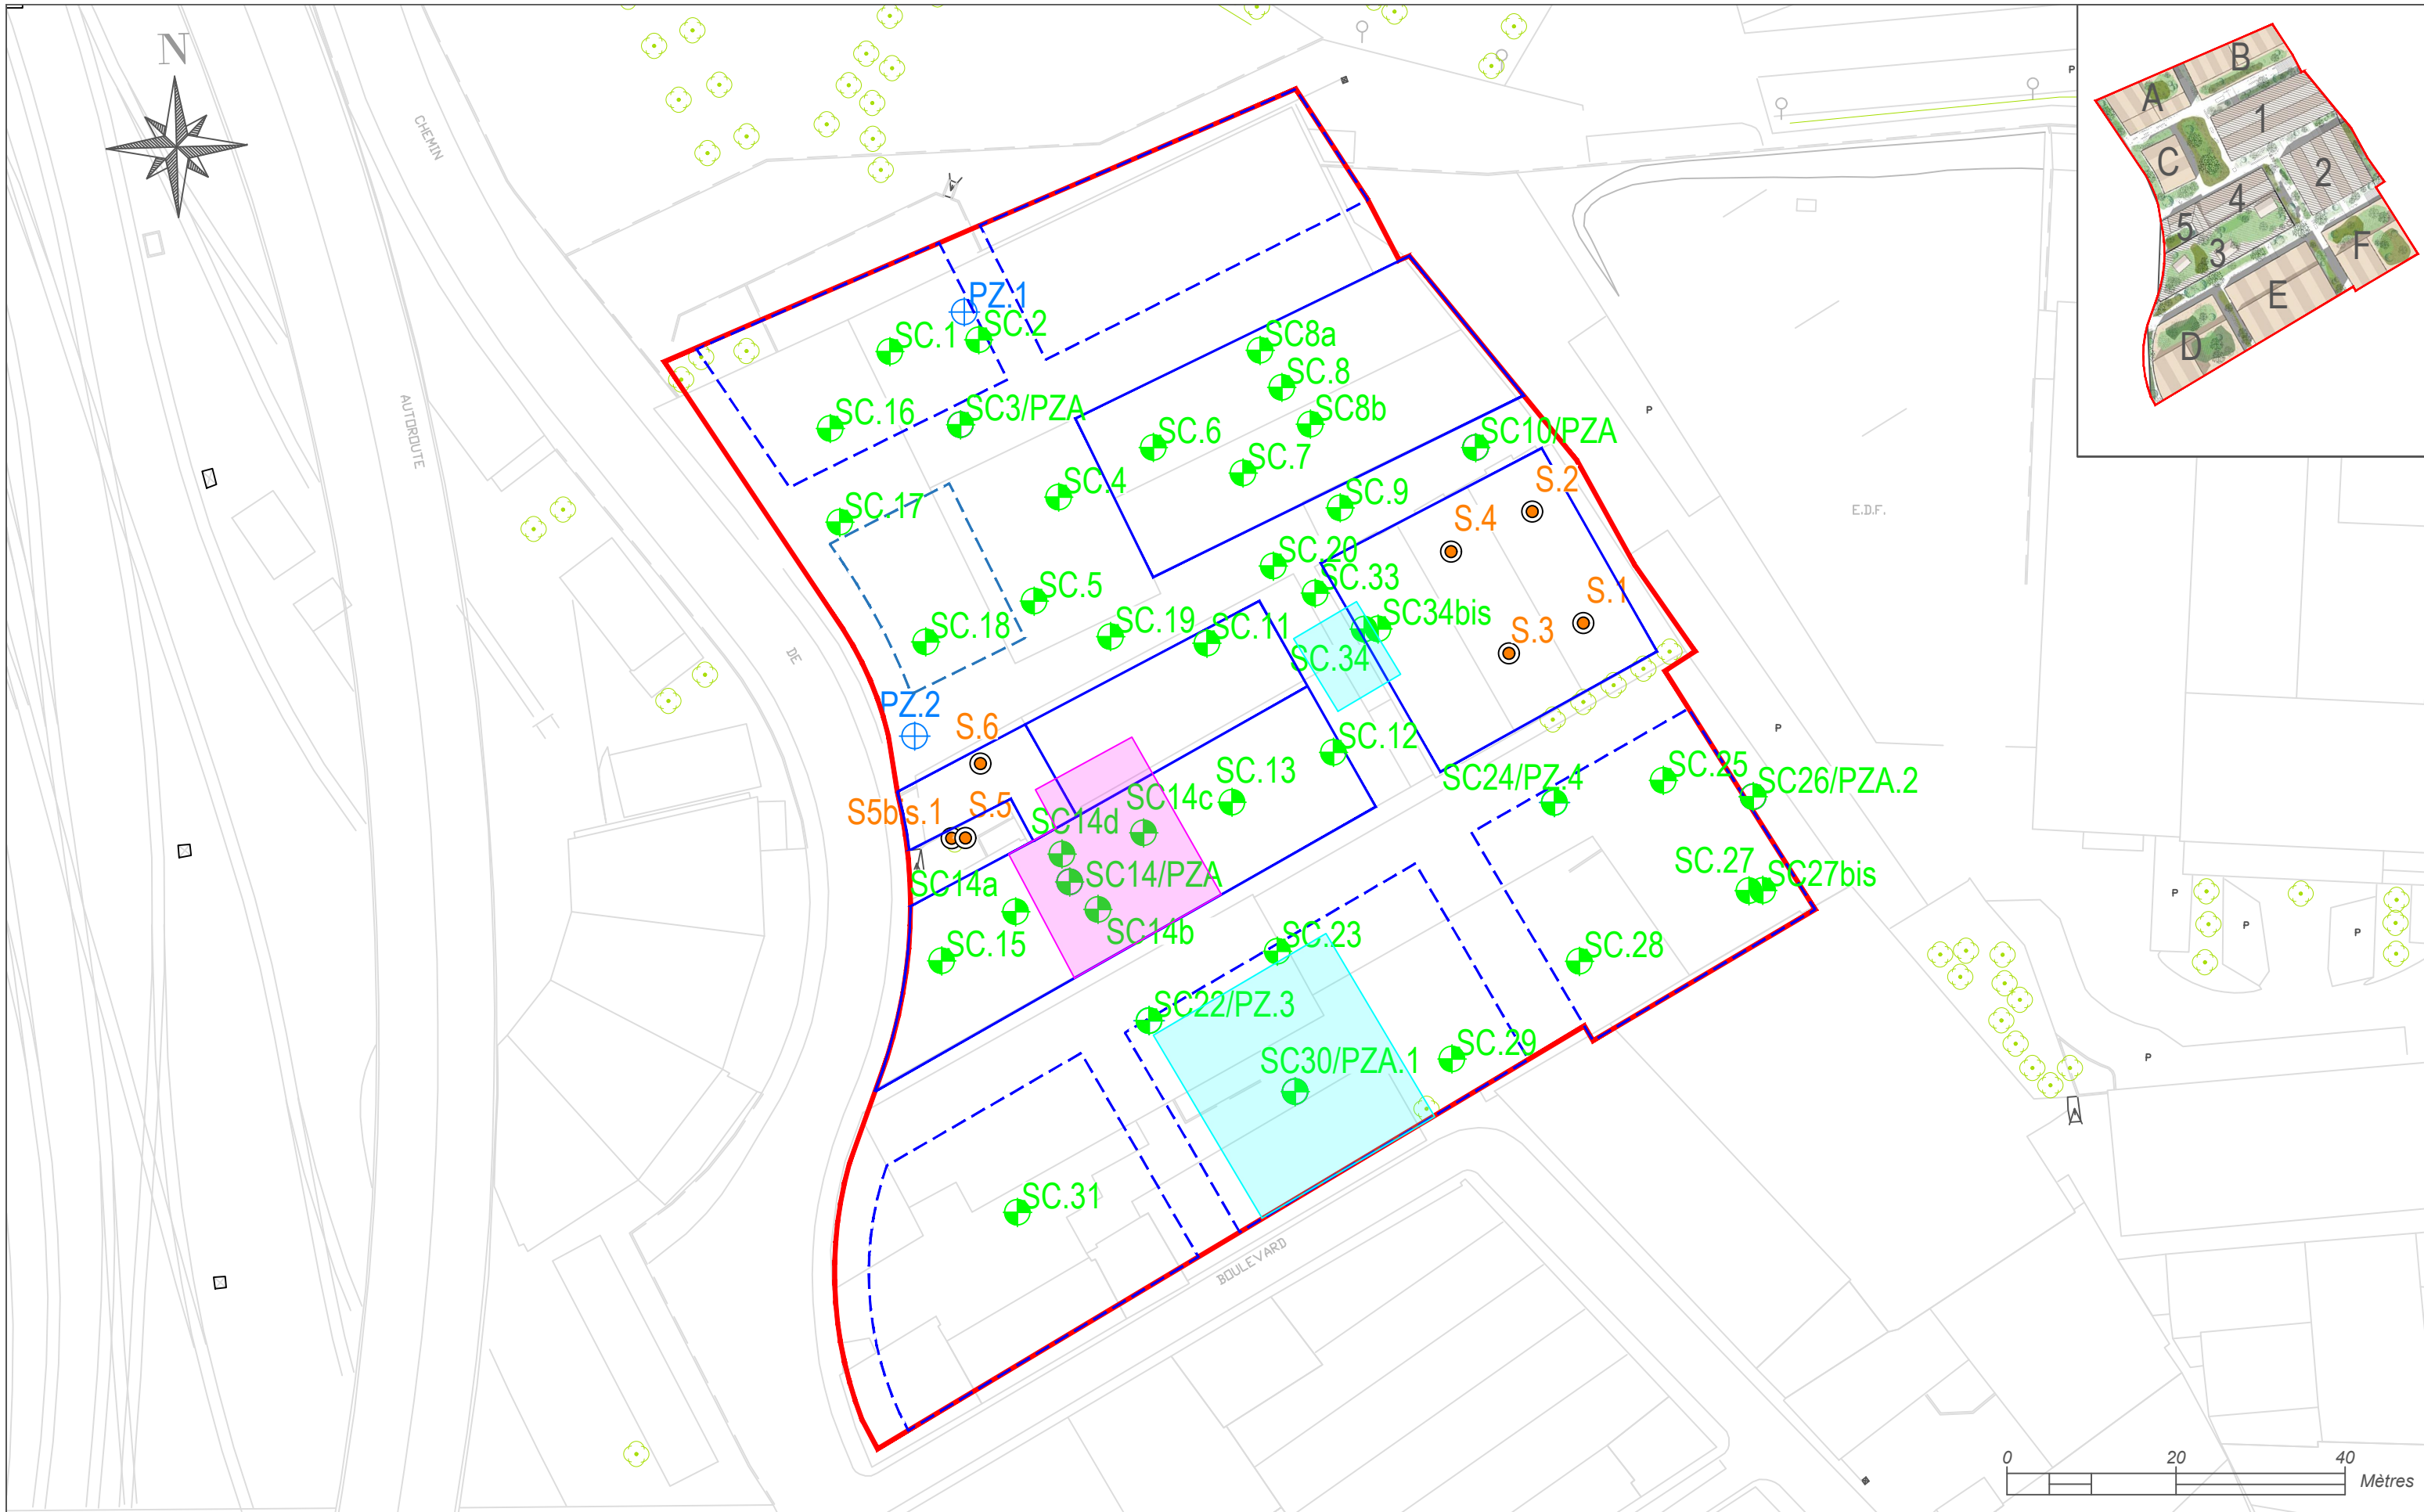 N
CHEMIN
AUTOROUTE
DE
BOULEVARD
E.D.F.
PZ.1
SC.1
SC.2
SC.16
SC3/PZA
SC8a
SC.8
SC8b
SC.6
SC.7
SC10/PZA
SC.4
SC.9
SC.17
S.2
S.4
SC.20
SC.33
SC.5
SC34bis
S.1
SC.18
SC.19
SC.11
S.3
SC.34
PZ.2
S.6
SC.12
SC.13
SC24/PZ.4
SC.25
SC26/PZA.2
S5bis.1
S.5
SC14d
SC14c
SC14/PZA
SC14a
SC14b
SC.27
SC27bis
SC.15
SC.23
SC.28
SC22/PZ.3
SC30/PZA.1
SC.29
SC.31
P
P
P
P
P
P
P
A
B
C
1
2
4
5
3
F
E
D
0 20 40
Mètres